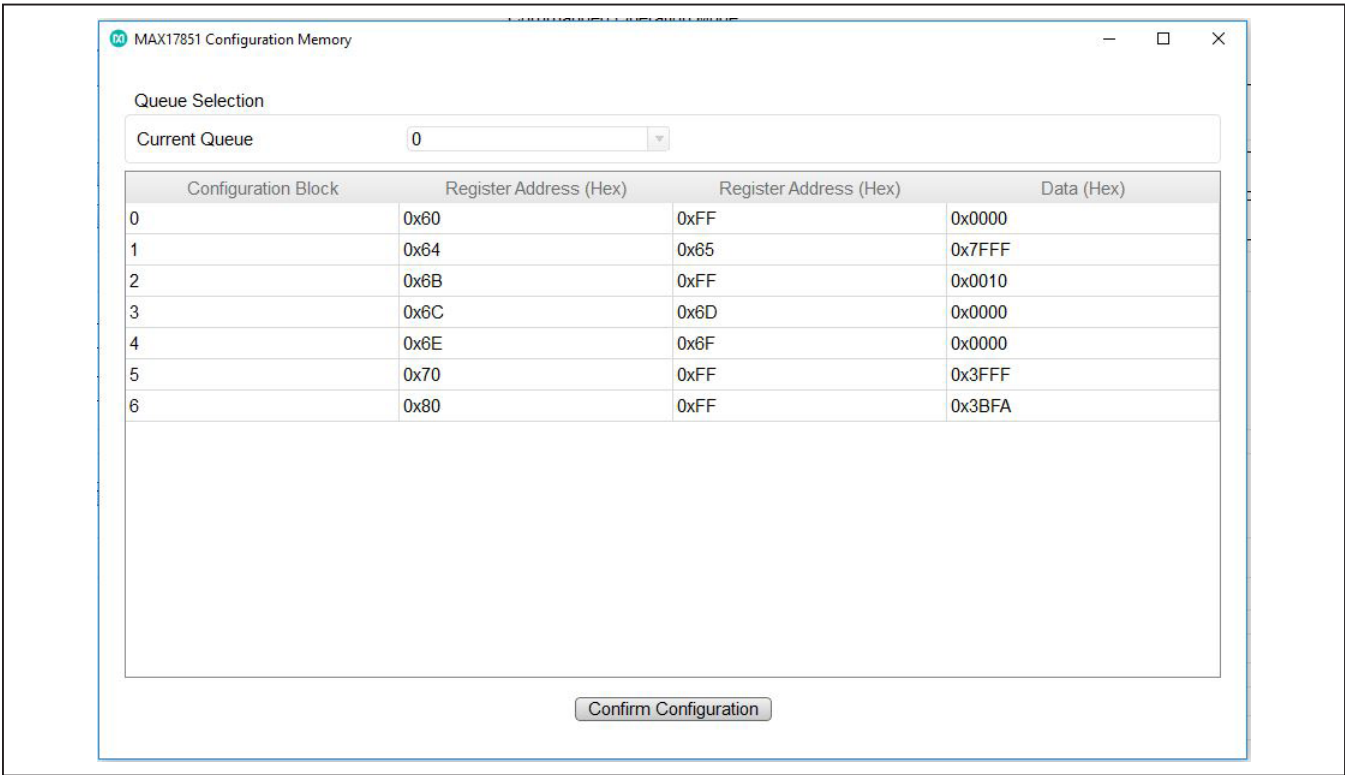 MAX17851 Configuration Memory
Queue Selection
Current Queue 0
Configuration Block Register Address (Hex) Register Address (Hex) Data (Hex)
0 0x60 0xFF 0x0000
1 0x64 0x65 0x7FFF
2 0x6B 0xFF 0x0010
3 0x6C 0x6D 0x0000
4 0x6E 0x6F 0x0000
5 0x70 0xFF 0x3FFF
6 0x80 0xFF 0x3BFA
Confirm Configuration